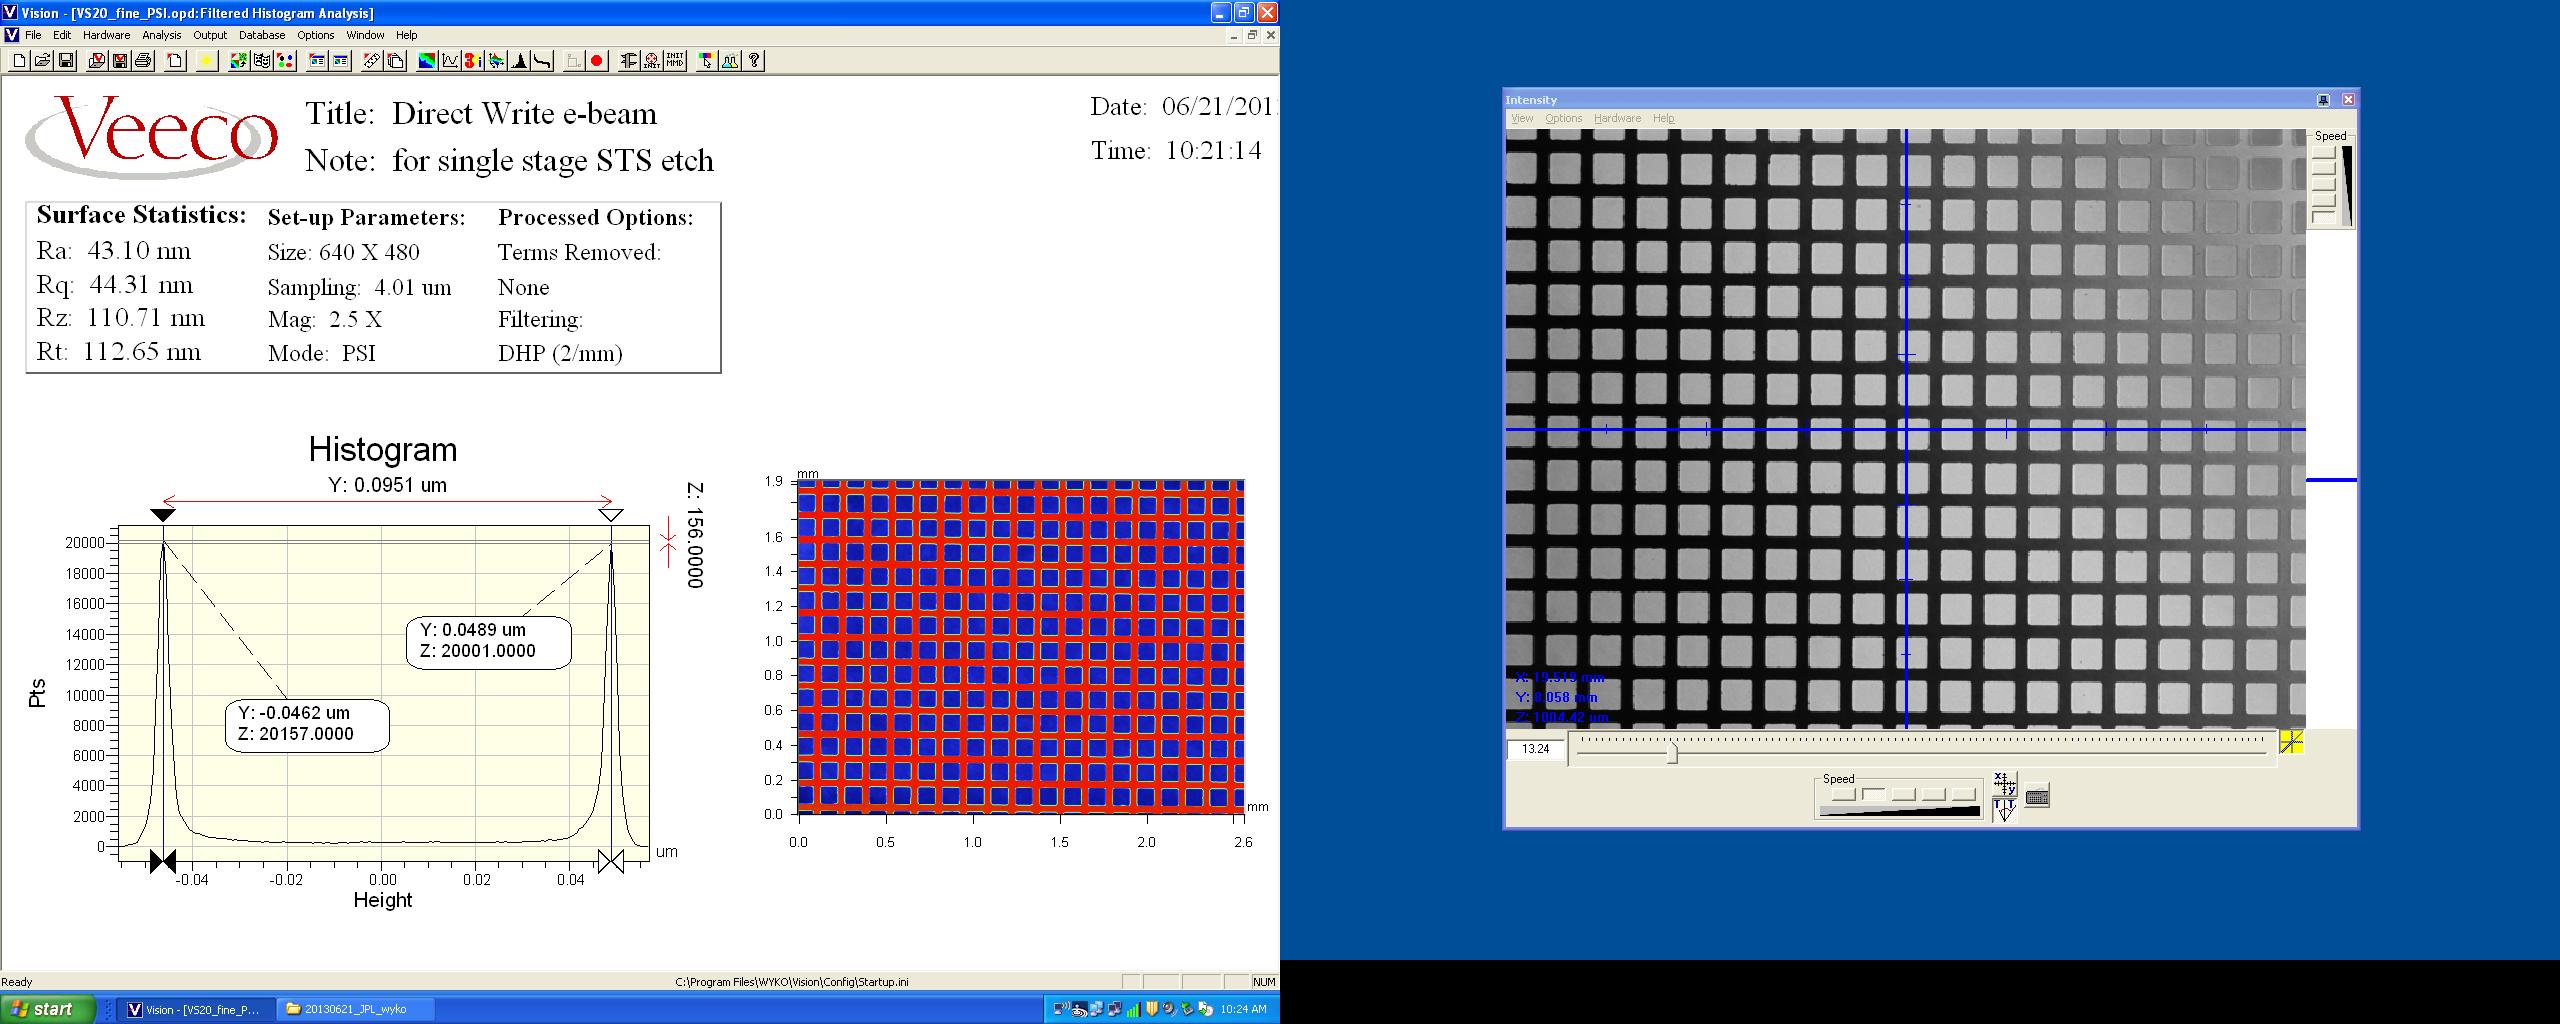 Vision - [VS20_fine_PSI.opd:Filtered Histogram Analysis]
File Edit Hardware Analysis Output Database Options Window Help
Veeco
Title: Direct Write e-beam
Note: for single stage STS etch
Date: 06/21/201
Time: 10:21:14
Surface Statistics:
Ra: 43.10 nm
Rq: 44.31 nm
Rz: 110.71 nm
Rt: 112.65 nm
Set-up Parameters:
Size: 640 X 480
Sampling: 4.01 um
Mag: 2.5 X
Mode: PSI
Processed Options:
Terms Removed:
None
Filtering:
DHP (2/mm)
Histogram
Y: 0.0951 um
Z: 156.0000
20000
18000
16000
14000
12000
10000
8000
6000
4000
2000
0
Pts
Y: 0.0489 um
Z: 20001.0000
Y: -0.0462 um
Z: 20157.0000
um
-0.04 -0.02 0.00 0.02 0.04
Height
mm
1.9
1.6
1.4
1.2
1.0
0.8
0.6
0.4
0.2
0.0
mm
0.0 0.5 1.0 1.5 2.0 2.6
Ready
C:\Program Files\WYKO\Vision\Config\Startup.ini
NUM
start
Vision - [VS20_fine_P...
20130621_JPL_wyko
10:24 AM
Intensity
View Options Hardware Help
Speed
X: 19.519 mm
Z: 1004.42 um
13.24
Speed